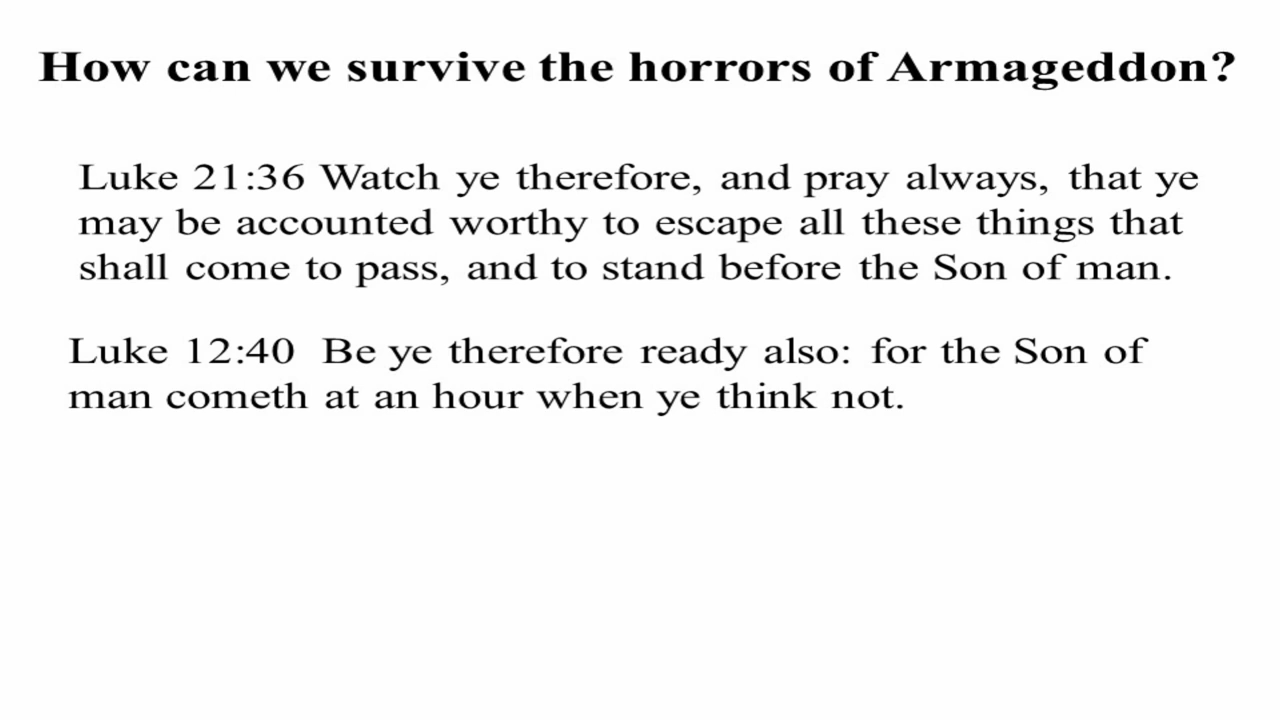 How can we survive the horrors of Armageddon?
Luke 21:36 Watch ye therefore, and pray always, that ye
may be accounted worthy to escape all these things that
shall come to pass, and to stand before the Son of man.
Luke 12:40 Be ye therefore ready also: for the Son of
man cometh at an hour when ye think not.